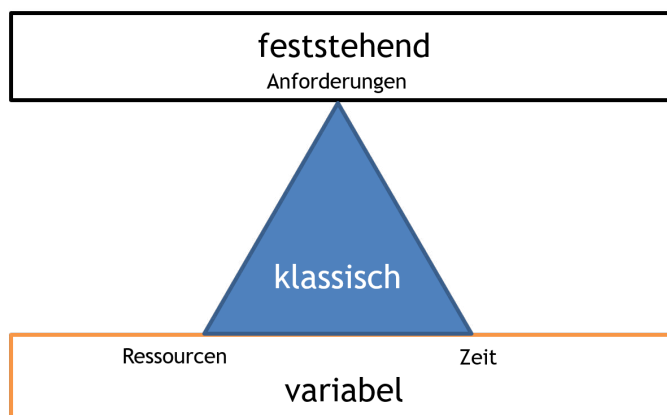 feststehend
Anforderungen
klassisch
Ressourcen Zeit
variabel